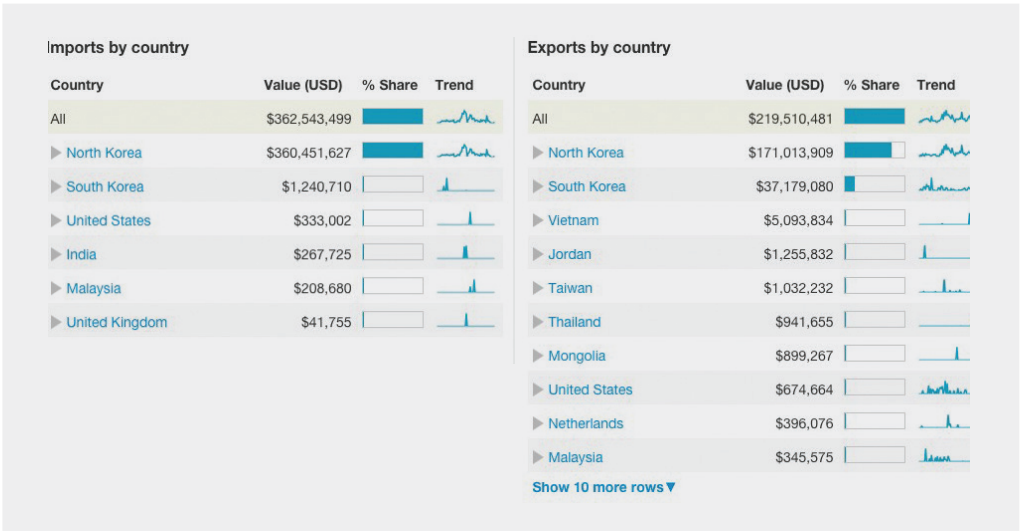 Imports by country
Country Value (USD) % Share Trend
All $362,543,499
North Korea $360,451,627
South Korea $1,240,710
United States $333,002
India $267,725
Malaysia $208,680
United Kingdom $41,755
Exports by country
Country Value (USD) % Share Trend
All $219,510,481
North Korea $171,013,909
South Korea $37,179,080
Vietnam $5,093,834
Jordan $1,255,832
Taiwan $1,032,232
Thailand $941,655
Mongolia $899,267
United States $674,664
Netherlands $396,076
Malaysia $345,575
Show 10 more rows▼